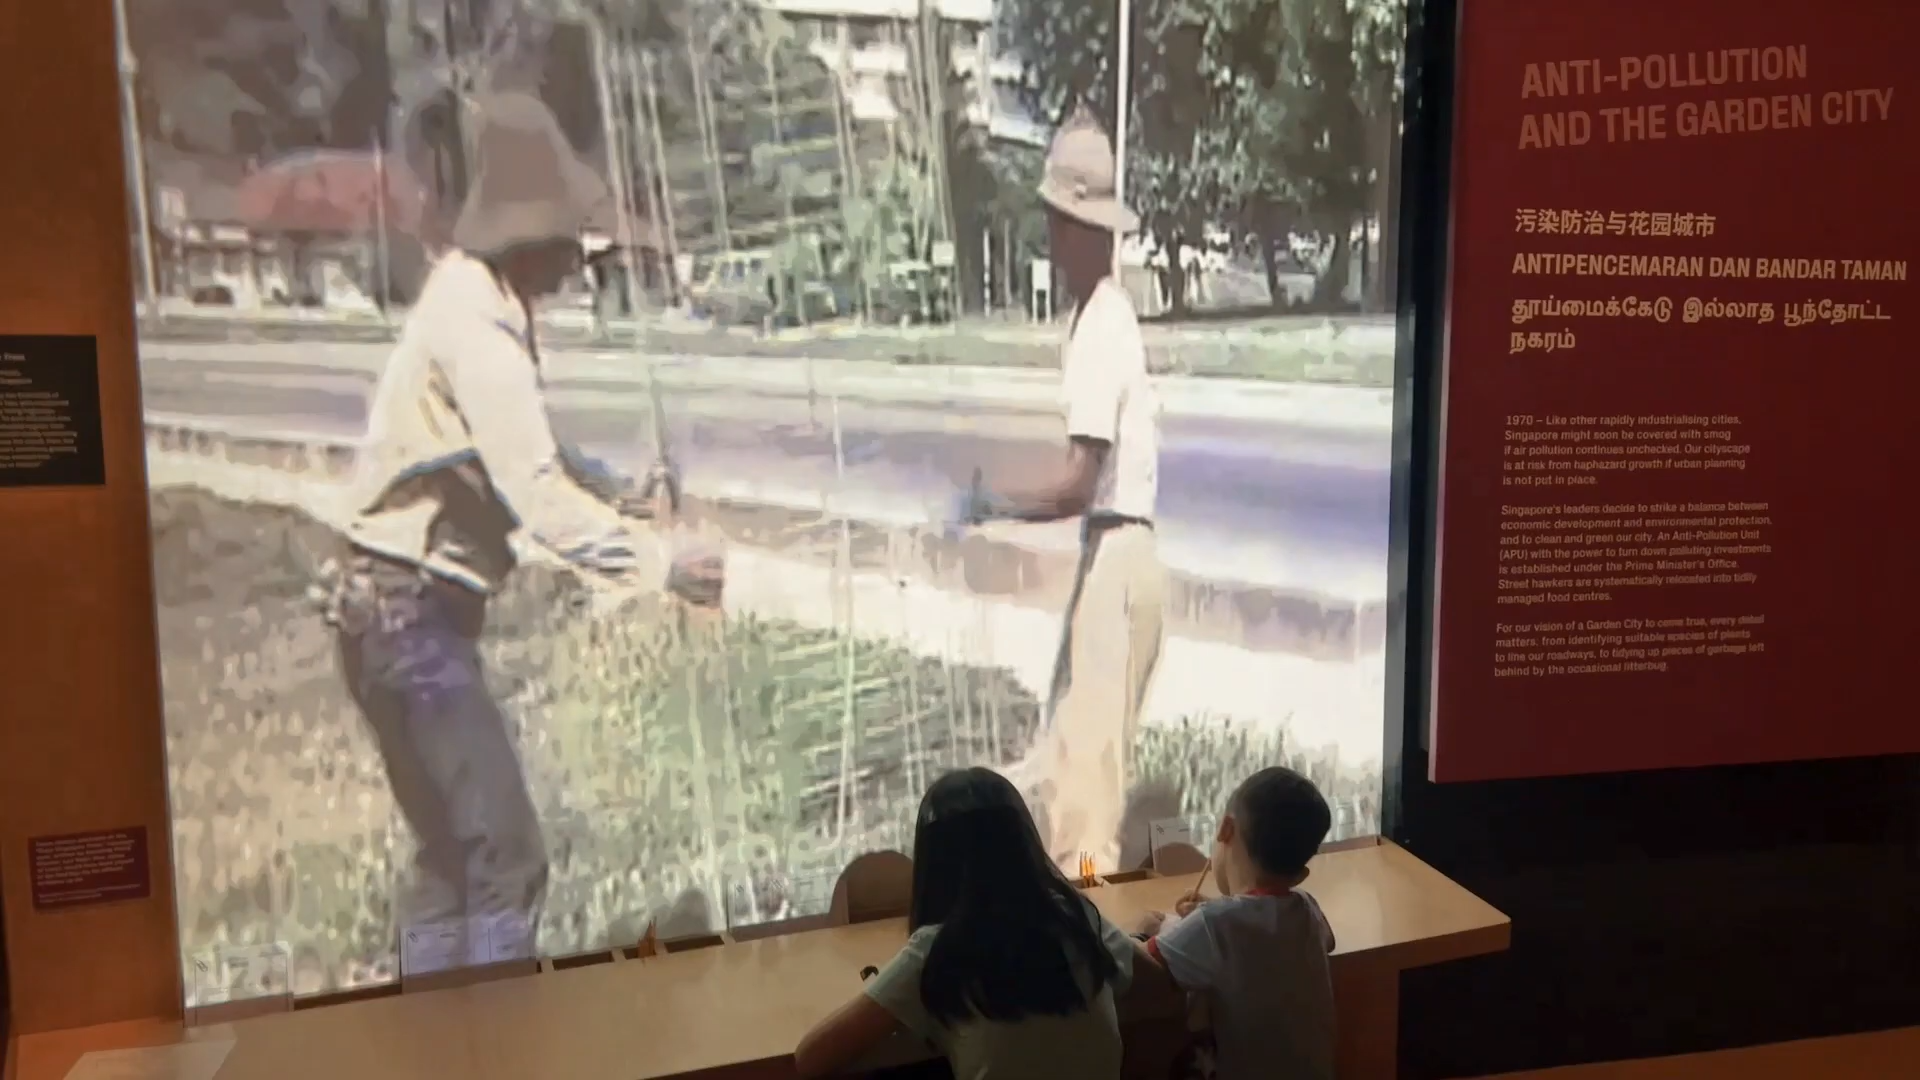 ANTI-POLLUTION
AND THE GARDEN CITY
污染防治与花园城市
ANTIPENCEMARAN DAN BANDAR TAMAN
தூய்மைக்கேடு இல்லாத பூந்தோட்ட
நகரம்
1970 – Like other rapidly industrialising cities,
Singapore might soon be covered with smog
if air pollution continues unchecked. Our cityscape
is at risk from haphazard growth if urban planning
is not put in place.
Singapore's leaders decide to strike a balance between
economic development and environmental protection,
and to clean and green our city. An Anti-Pollution Unit
(APU) with the power to turn down polluting investments
is established under the Prime Minister's Office.
Street hawkers are systematically relocated into tidily
managed food centres.
For our vision of a Garden City to come true, every detail
matters: from identifying suitable species of plants
to line our roadways, to tidying up pieces of garbage left
behind by the occasional litterbug.